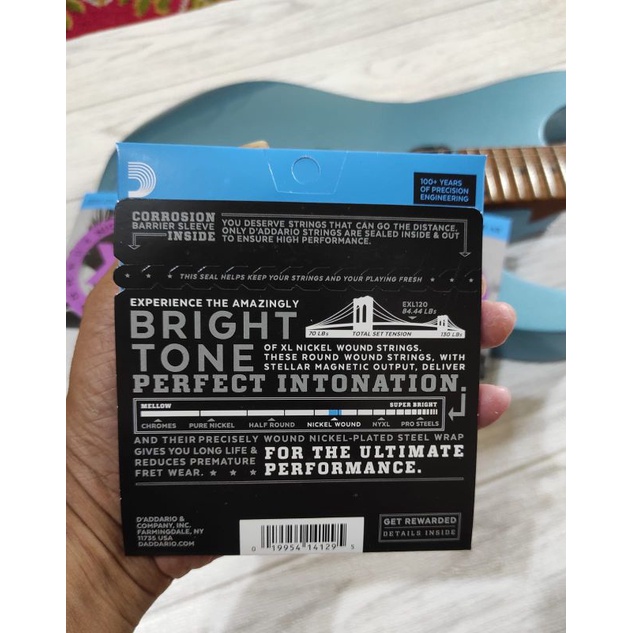 100+ YEARS
OF PRECISION
ENGINEERING
CORROSION
BARRIER SLEEVE
INSIDE
YOU DESERVE STRINGS THAT CAN GO THE DISTANCE.
ONLY D'ADDARIO STRINGS ARE SEALED INSIDE & OUT
TO ENSURE HIGH PERFORMANCE.
THIS SEAL HELPS KEEP YOUR STRINGS AND YOUR PLAYING FRESH
EXPERIENCE THE AMAZINGLY
BRIGHT
TONE
EXL120
84.44 LBs
70 LBs TOTAL SET TENSION 130 LBs
OF XL NICKEL WOUND STRINGS.
THESE ROUND WOUND STRINGS, WITH
STELLAR MAGNETIC OUTPUT, DELIVER
PERFECT INTONATION.
MELLOW SUPER BRIGHT
CHROMES PURE NICKEL HALF ROUND NICKEL WOUND NYXL PRO STEELS
AND THEIR PRECISELY WOUND NICKEL-PLATED STEEL WRAP
GIVES YOU LONG LIFE &
REDUCES PREMATURE
FRET WEAR.
FOR THE ULTIMATE
PERFORMANCE.
D'ADDARIO &
COMPANY, INC.
FARMINGDALE, NY
11735 USA
DADDARIO.COM
0 19954 14129 5
GET REWARDED
DETAILS INSIDE